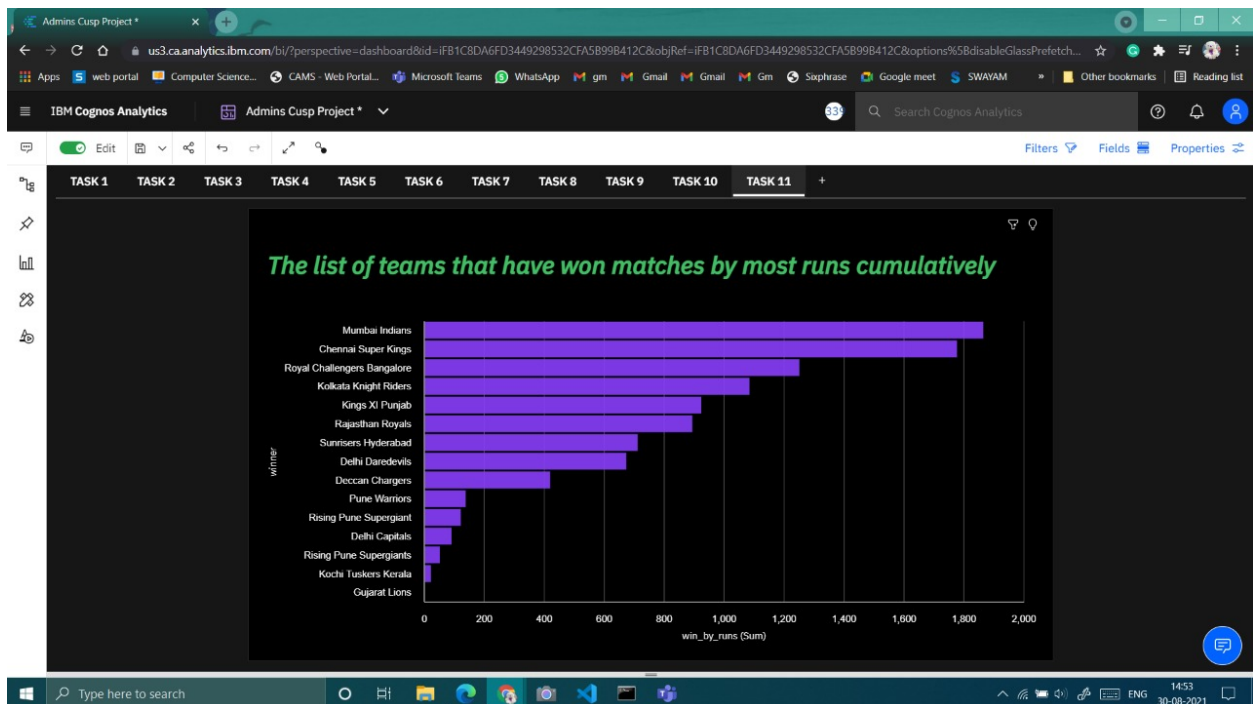 Admins Cusp Project *
us3.ca.analytics.ibm.com/bi/?perspective=dashboard&id=iFB1C8DA6FD3449298532CFA5B99B412C&objRef=iFB1C8DA6FD3449298532CFA5B99B412C&options%5BdisableGlassPrefetch...
Apps S web portal Computer Science... CAMS - Web Portal... Microsoft Teams WhatsApp gm Gmail Gmail Gm Sixphrase Google meet SWAYAM » Other bookmarks Reading list
IBM Cognos Analytics Admins Cusp Project * Search Cognos Analytics
Edit Filters Fields Properties
TASK 1 TASK 2 TASK 3 TASK 4 TASK 5 TASK 6 TASK 7 TASK 8 TASK 9 TASK 10 TASK 11 +
The list of teams that have won matches by most runs cumulatively
winner
Mumbai Indians
Chennai Super Kings
Royal Challengers Bangalore
Kolkata Knight Riders
Kings XI Punjab
Rajasthan Royals
Sunrisers Hyderabad
Delhi Daredevils
Deccan Chargers
Pune Warriors
Rising Pune Supergiant
Delhi Capitals
Rising Pune Supergiants
Kochi Tuskers Kerala
Gujarat Lions
0 200 400 600 800 1,000 1,200 1,400 1,600 1,800 2,000
win_by_runs (Sum)
Type here to search ENG 14:53
30-08-2021